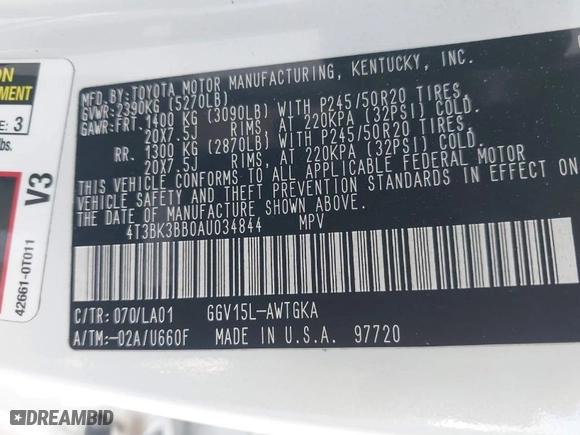 ON
EMENT
E: 3
lbs.
V3
42661-0T011
MFD.BY:TOYOTA MOTOR MANUFACTURING, KENTUCKY, INC.
GVWR:2390KG (5270LB)
GAWR:FRT. 1400 KG (3090LB) WITH P245/50R20 TIRES,
20X7.5J RIMS, AT 220KPA (32PSI) COLD.
RR. 1300 KG (2870LB) WITH P245/50R20 TIRES,
20X7.5J RIMS, AT 220KPA (32PSI) COLD.
THIS VEHICLE CONFORMS TO ALL APPLICABLE FEDERAL MOTOR
VEHICLE SAFETY AND THEFT PREVENTION STANDARDS IN EFFECT ON
THE DATE OF MANUFACTURE SHOWN ABOVE.
4T3BK3BB0AU034844 MPV
C/TR: 070/LA01 GGV15L-AWTGKA
A/TM:-02A/U660F MADE IN U.S.A. 97720
DREAMBID